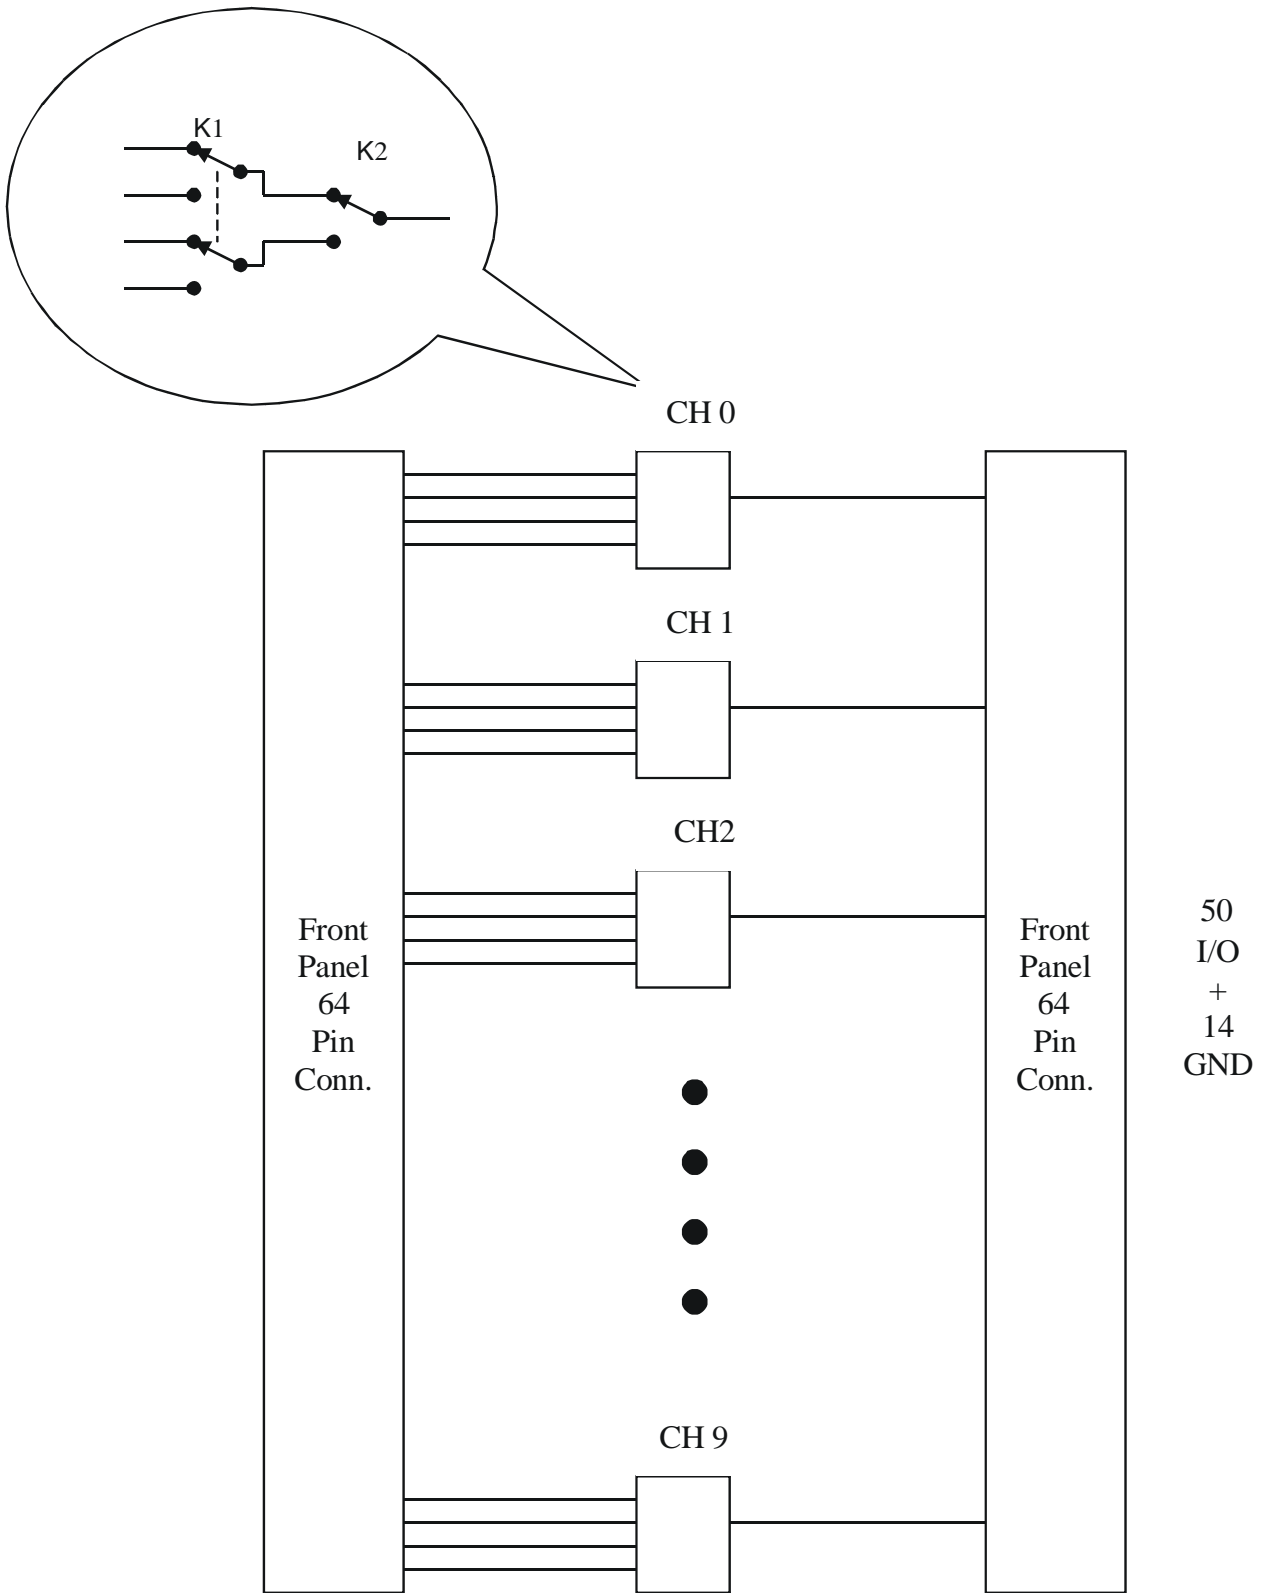 K1
K2
CH 0
CH 1
CH2
Front
Panel
64
Pin
Conn.
Front
Panel
64
Pin
Conn.
50
I/O
+
14
GND
CH 9